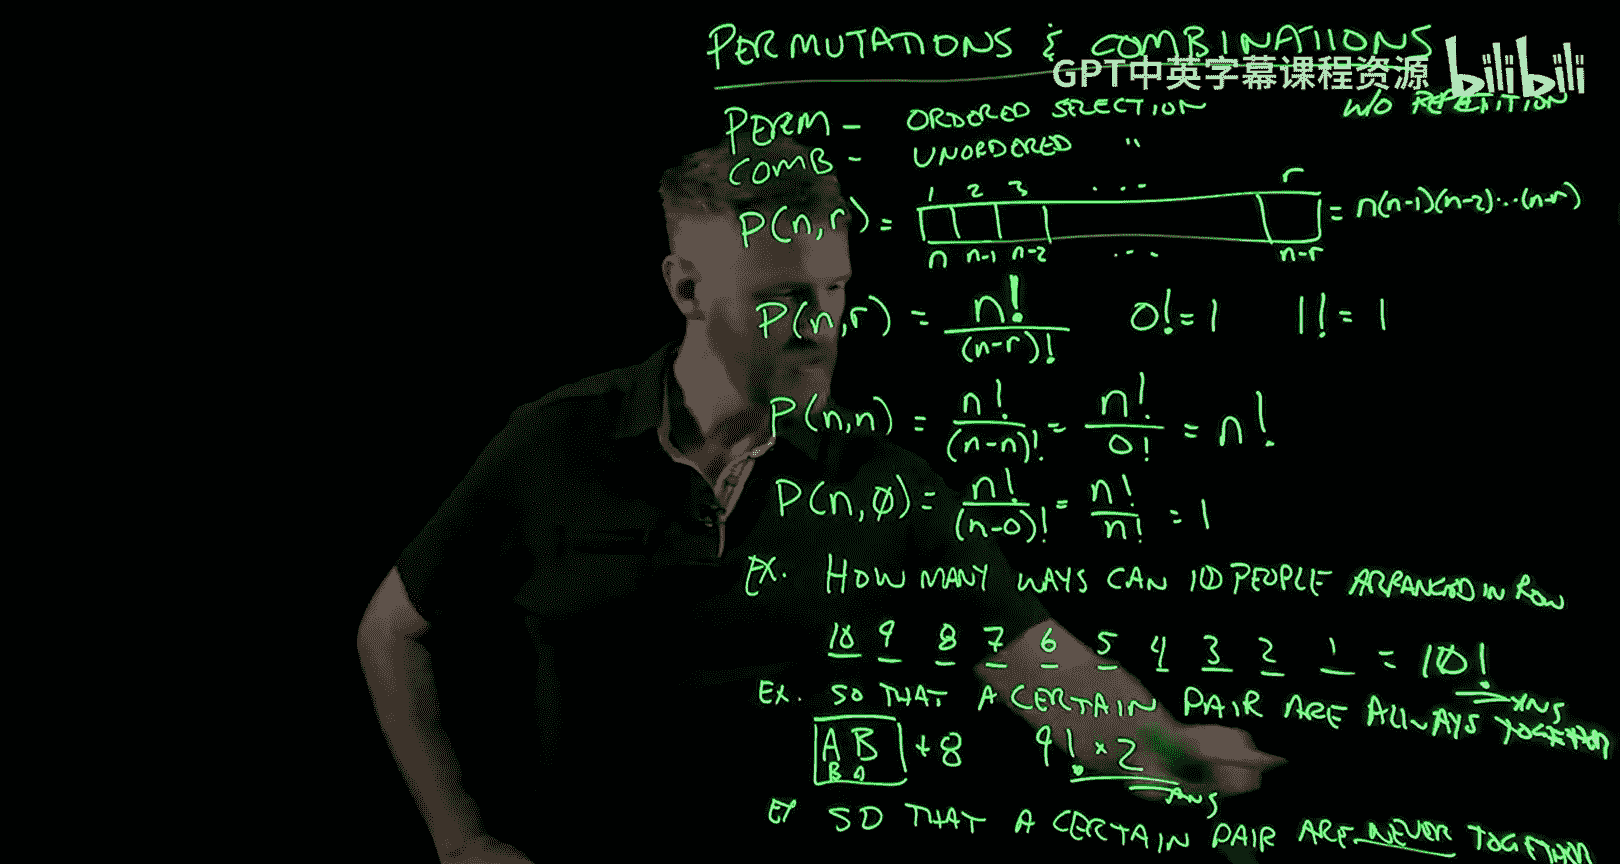 PERMUTATIONS & COMBINATIONS
GPT中英字幕课程资源 bilibili
PERM - ORDERED SELECTION W/O REPETITION
COMB - UNORDERED "
1 2 3 ... r
P(n,r) = = n(n-1)(n-2)...(n-r)
n n-1 n-2 ... n-r
P(n,r) = n!/(n-r)! 0! = 1 1! = 1
P(n,n) = n!/(n-n)! = n!/0! = n!
P(n,∅) = n!/(n-0)! = n!/n! = 1
EX. HOW MANY WAYS CAN 10 PEOPLE ARRANGED IN ROW
10 9 8 7 6 5 4 3 2 1 = 10!
ANS
EX. SO THAT A CERTAIN PAIR ARE ALWAYS TOGETHER
AB + 8 9! × 2
BA
ANS
EX SO THAT A CERTAIN PAIR ARE NEVER TOGETHER